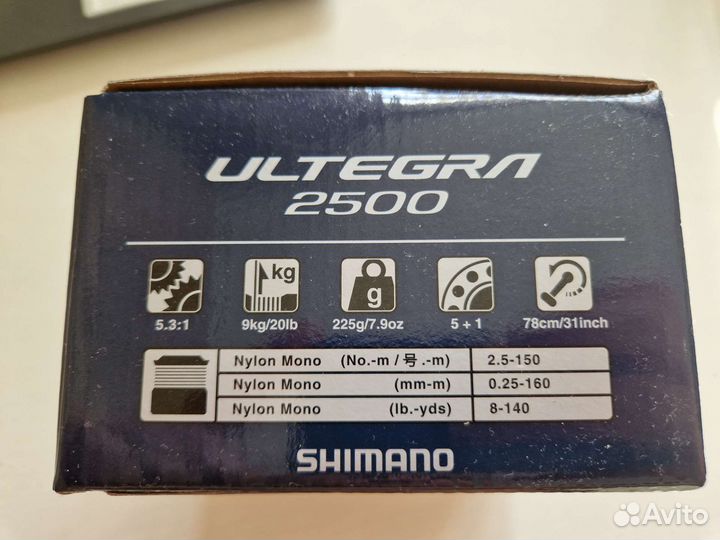 ULTEGRA
2500
kg
g
5.3:1 9kg/20lb 225g/7.9oz 5 + 1 78cm/31inch
Nylon Mono (No.-m / 号 .-m) 2.5-150
Nylon Mono (mm-m) 0.25-160
Nylon Mono (lb.-yds) 8-140
SHIMANO
Avito